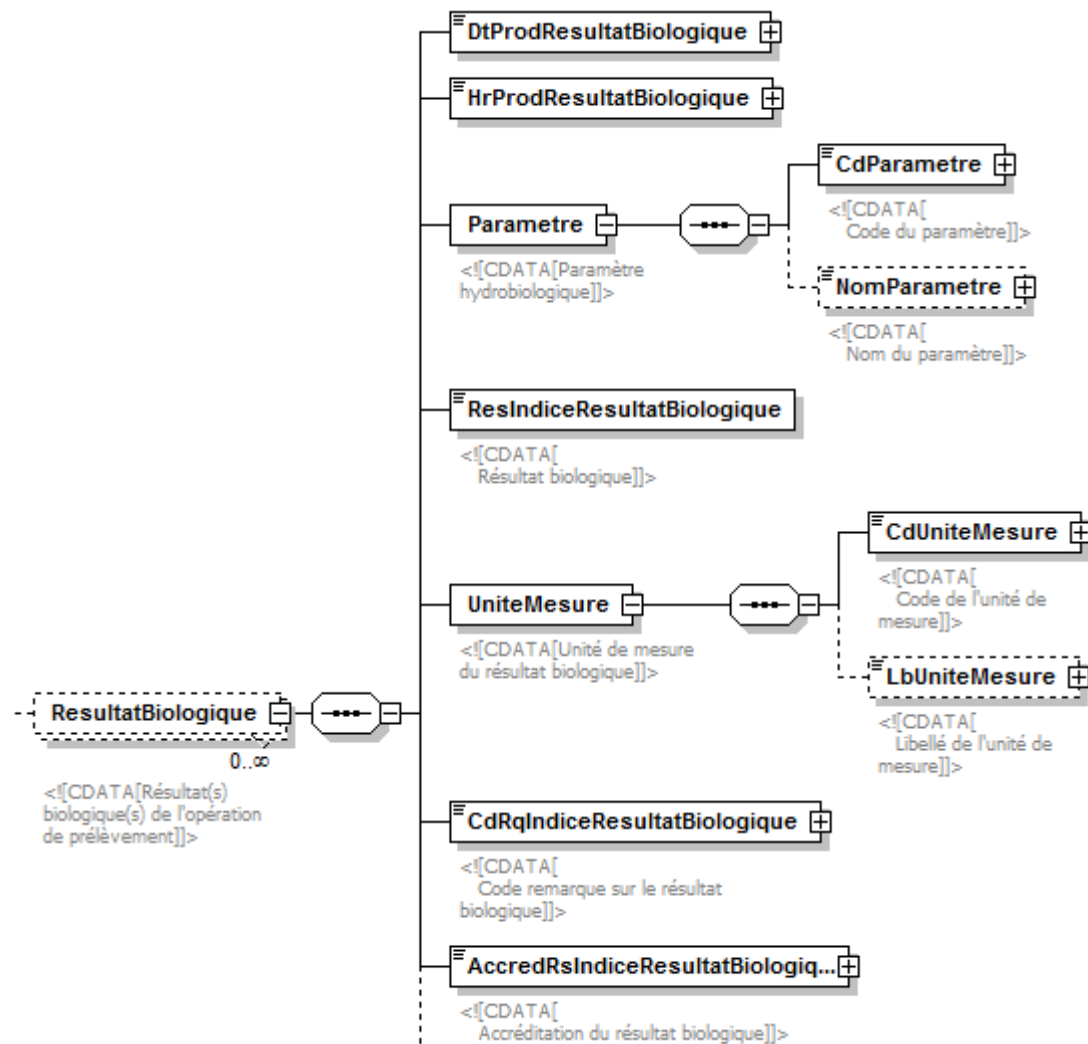 DtProdResultatBiologique
HrProdResultatBiologique
CdParametre
<![CDATA[
Code du paramètre]]>
Parametre
<![CDATA[Paramètre
hydrobiologique]]>
NomParametre
<![CDATA[
Nom du paramètre]]>
ResIndiceResultatBiologique
<![CDATA[
Résultat biologique]]>
CdUniteMesure
<![CDATA[
Code de l'unité de
mesure]]>
UniteMesure
<![CDATA[Unité de mesure
du résultat biologique]]>
LbUniteMesure
<![CDATA[
Libellé de l'unité de
mesure]]>
ResultatBiologique
0..∞
<![CDATA[Résultat(s)
biologique(s) de l'opération
de prélèvement]]>
CdRqIndiceResultatBiologique
<![CDATA[
Code remarque sur le résultat
biologique]]>
AccredRsIndiceResultatBiologiq...
<![CDATA[
Accréditation du résultat biologique]]>